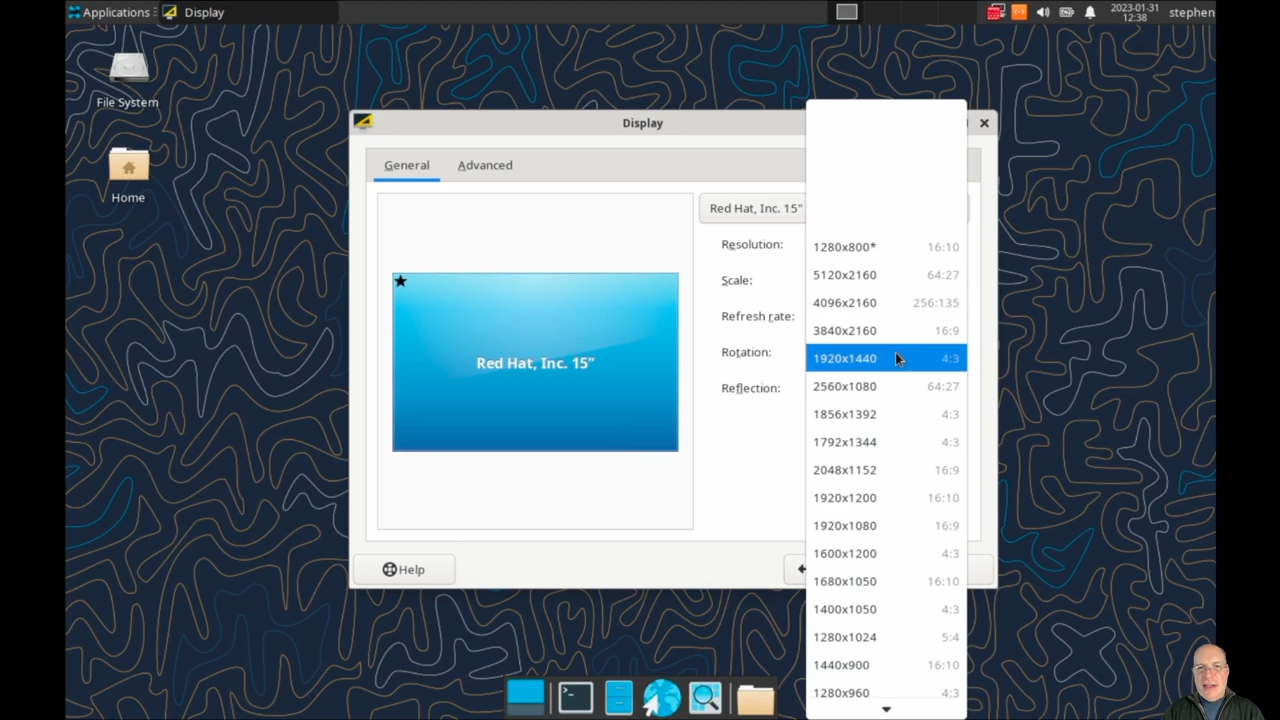 Applications
Display
2023-01-31
12:38
stephen
File System
Home
Display
General
Advanced
Red Hat, Inc. 15"
Red Hat, Inc. 15"
Resolution:
Scale:
Refresh rate:
Rotation:
Reflection:
1280x800* 16:10
5120x2160 64:27
4096x2160 256:135
3840x2160 16:9
1920x1440 4:3
2560x1080 64:27
1856x1392 4:3
1792x1344 4:3
2048x1152 16:9
1920x1200 16:10
1920x1080 16:9
1600x1200 4:3
1680x1050 16:10
1400x1050 4:3
1280x1024 5:4
1440x900 16:10
1280x960 4:3
Help